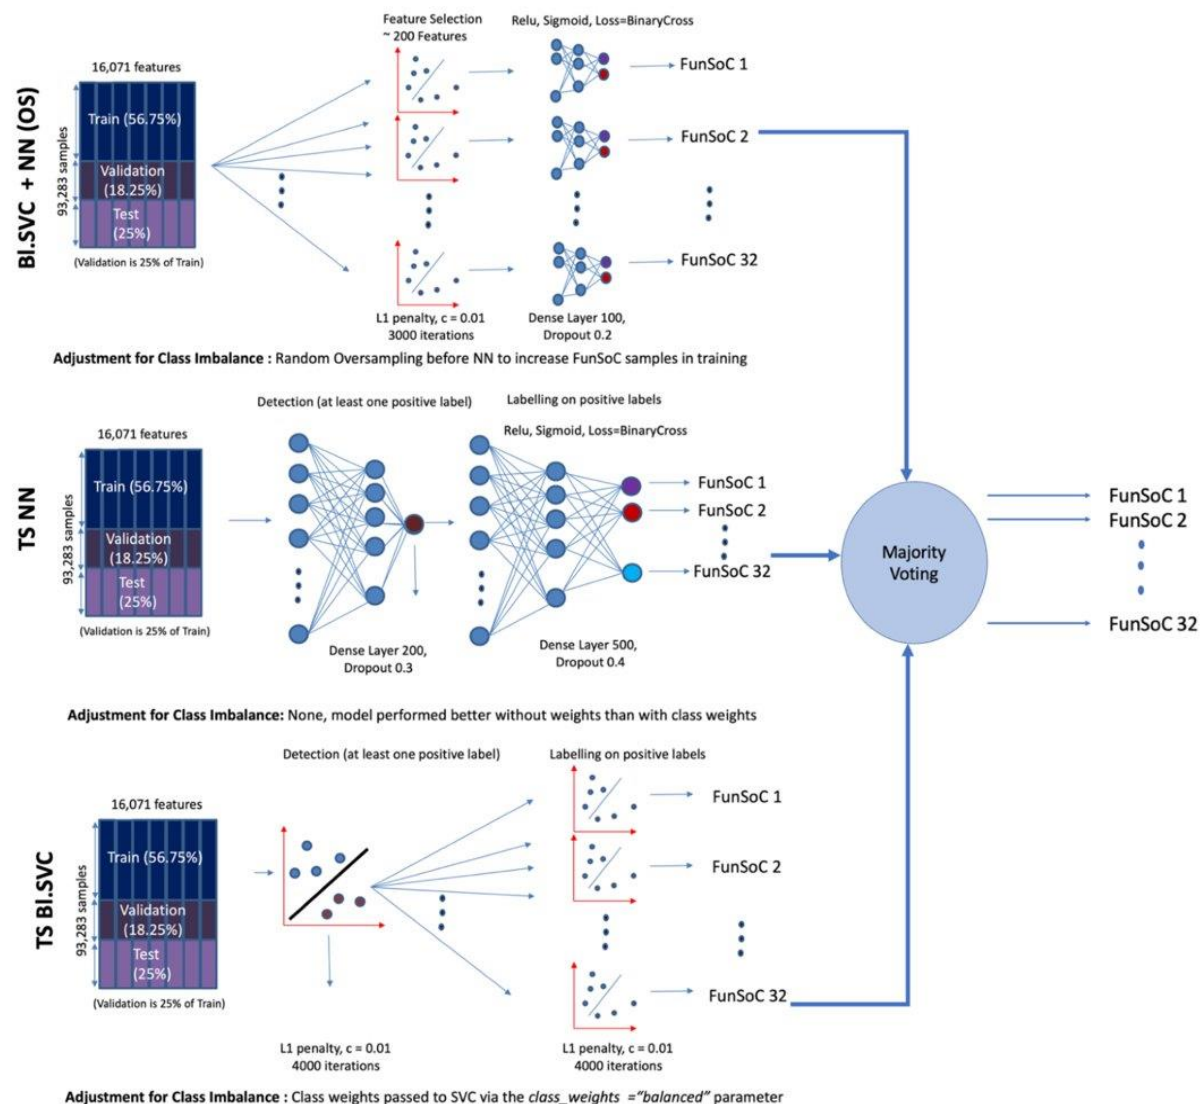 BI.SVC + NN (OS)
16,071 features
93,283 samples
Train (56.75%)
Validation
(18.25%)
Test
(25%)
(Validation is 25% of Train)
Feature Selection
~ 200 Features
Relu, Sigmoid, Loss=BinaryCross
FunSoC 1
FunSoC 2
FunSoC 32
L1 penalty, c = 0.01
3000 iterations
Dense Layer 100,
Dropout 0.2
Adjustment for Class Imbalance : Random Oversampling before NN to increase FunSoC samples in training
TS NN
16,071 features
93,283 samples
Train (56.75%)
Validation
(18.25%)
Test
(25%)
(Validation is 25% of Train)
Detection (at least one positive label)
Labelling on positive labels
Relu, Sigmoid, Loss=BinaryCross
FunSoC 1
FunSoC 2
FunSoC 32
Dense Layer 200,
Dropout 0.3
Dense Layer 500,
Dropout 0.4
Adjustment for Class Imbalance: None, model performed better without weights than with class weights
Majority
Voting
FunSoC 1
FunSoC 2
FunSoC 32
TS BI.SVC
16,071 features
93,283 samples
Train (56.75%)
Validation
(18.25%)
Test
(25%)
(Validation is 25% of Train)
Detection (at least one positive label)
Labelling on positive labels
FunSoC 1
FunSoC 2
FunSoC 32
L1 penalty, c = 0.01
4000 iterations
L1 penalty, c = 0.01
4000 iterations
Adjustment for Class Imbalance : Class weights passed to SVC via the class_weights ="balanced" parameter